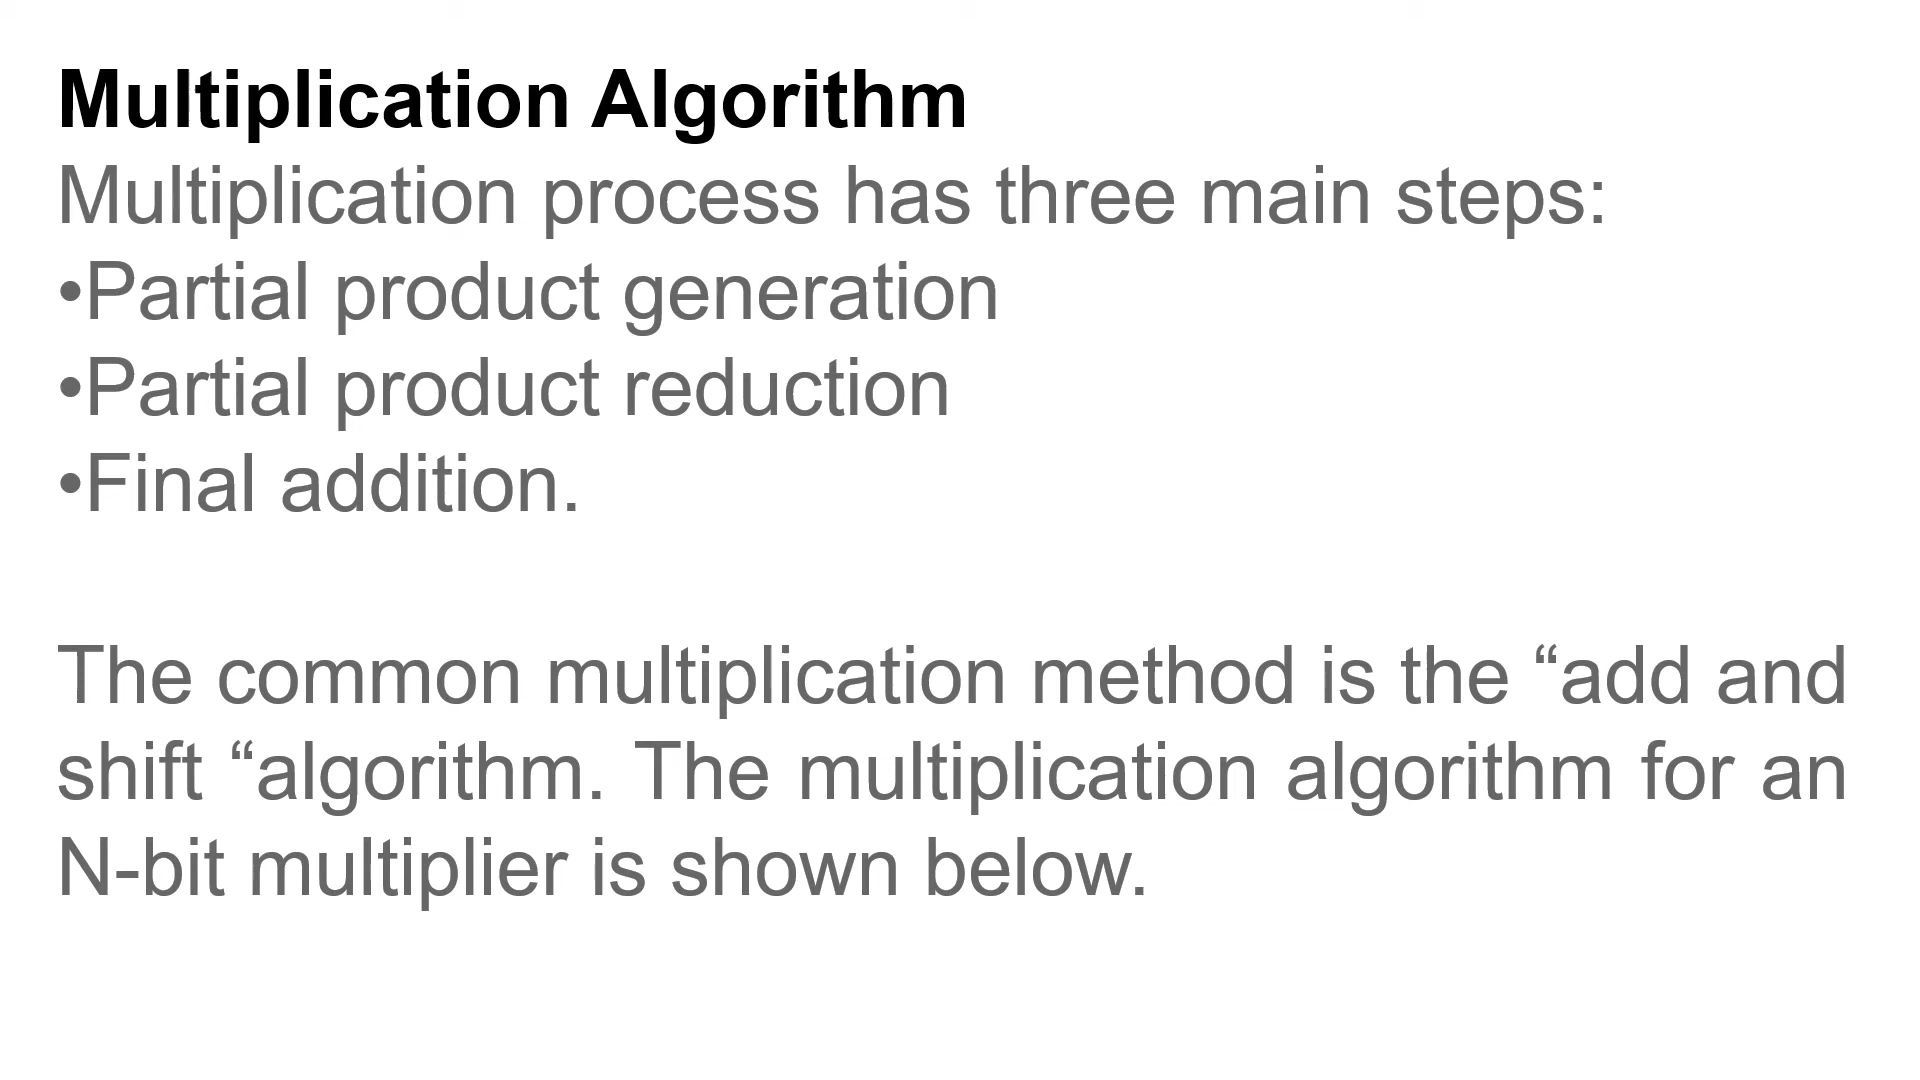 Multiplication Algorithm
Multiplication process has three main steps:
•Partial product generation
•Partial product reduction
•Final addition.
The common multiplication method is the “add and
shift “algorithm. The multiplication algorithm for an
N-bit multiplier is shown below.